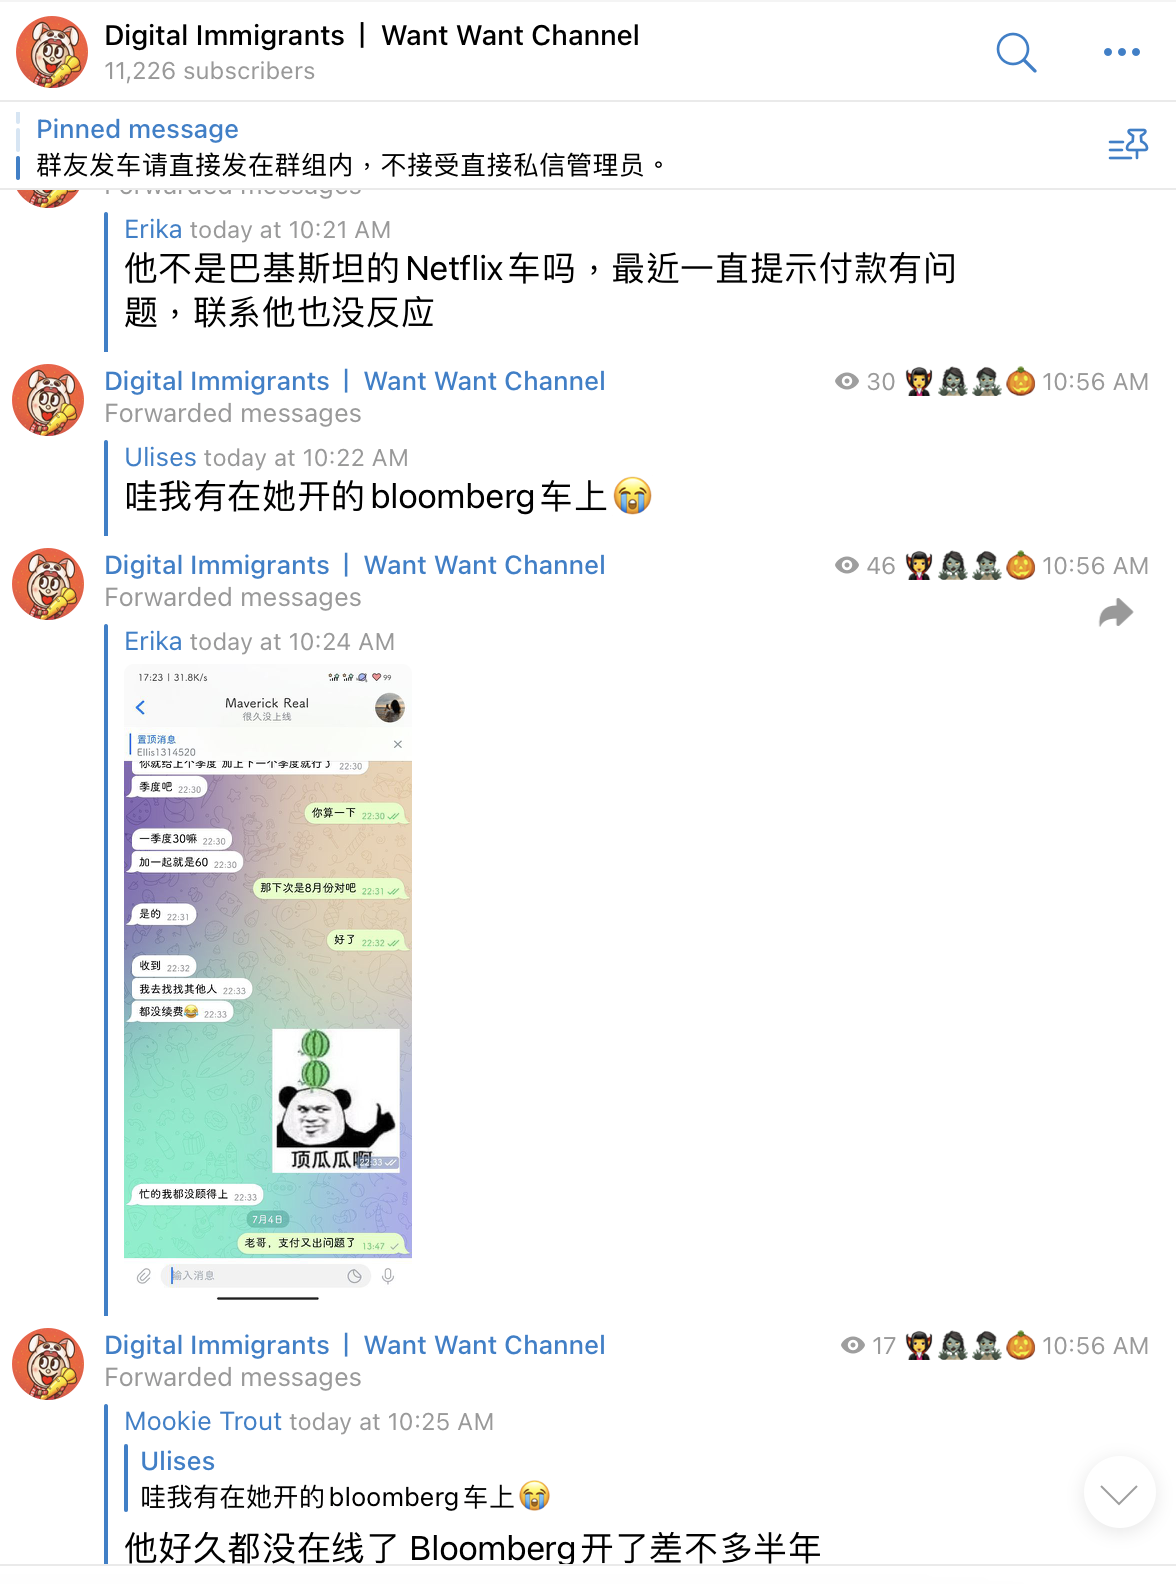 Digital Immigrants | Want Want Channel
11,226 subscribers
Pinned message
群友发车请直接发在群组内，不接受直接私信管理员。
Forwarded messages
Erika today at 10:21 AM
他不是巴基斯坦的Netflix车吗，最近一直提示付款有问
题，联系他也没反应
Digital Immigrants | Want Want Channel 30 10:56 AM
Forwarded messages
Ulises today at 10:22 AM
哇我有在她开的bloomberg车上😭
Digital Immigrants | Want Want Channel 46 10:56 AM
Forwarded messages
Erika today at 10:24 AM
17:23 | 31.8K/s 99
Maverick Real
很久没上线
置顶消息
Ellis1314520
你就给上个季度 加上下一个季度就行了 22:30
季度吧 22:30
你算一下 22:30
一季度30嘛 22:30
加一起就是60 22:30
那下次是8月份对吧 22:31
是的 22:31
好了 22:32
收到 22:32
我去找找其他人 22:33
都没续费😂 22:33
顶瓜瓜啊 22:33
忙的我都没顾得上 22:33
7月4日
老哥，支付又出问题了 13:47
输入消息
Digital Immigrants | Want Want Channel 17 10:56 AM
Forwarded messages
Mookie Trout today at 10:25 AM
Ulises
哇我有在她开的bloomberg车上😭
他好久都没在线了 Bloomberg开了差不多半年